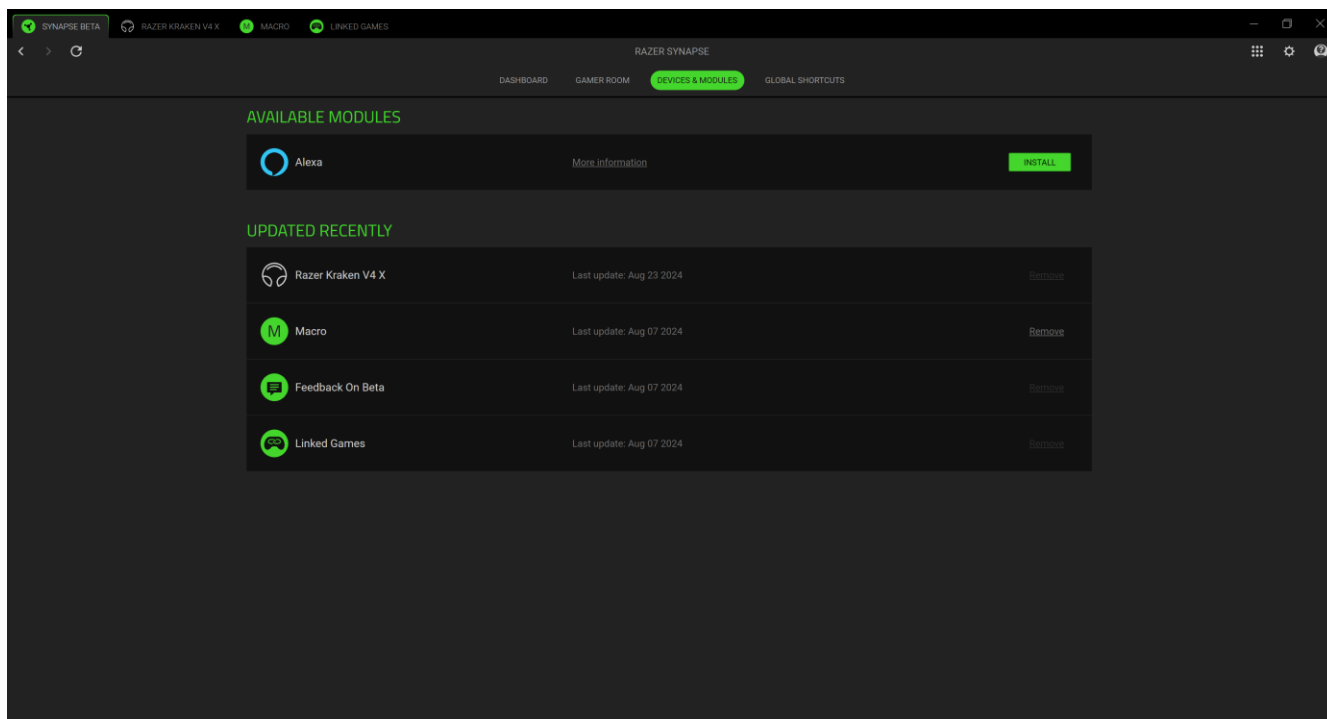 SYNAPSE BETA RAZER KRAKEN V4 X M MACRO LINKED GAMES
RAZER SYNAPSE
DASHBOARD GAMER ROOM DEVICES & MODULES GLOBAL SHORTCUTS
AVAILABLE MODULES
Alexa More information INSTALL
UPDATED RECENTLY
Razer Kraken V4 X Last update: Aug 23 2024 Remove
M Macro Last update: Aug 07 2024 Remove
Feedback On Beta Last update: Aug 07 2024 Remove
Linked Games Last update: Aug 07 2024 Remove